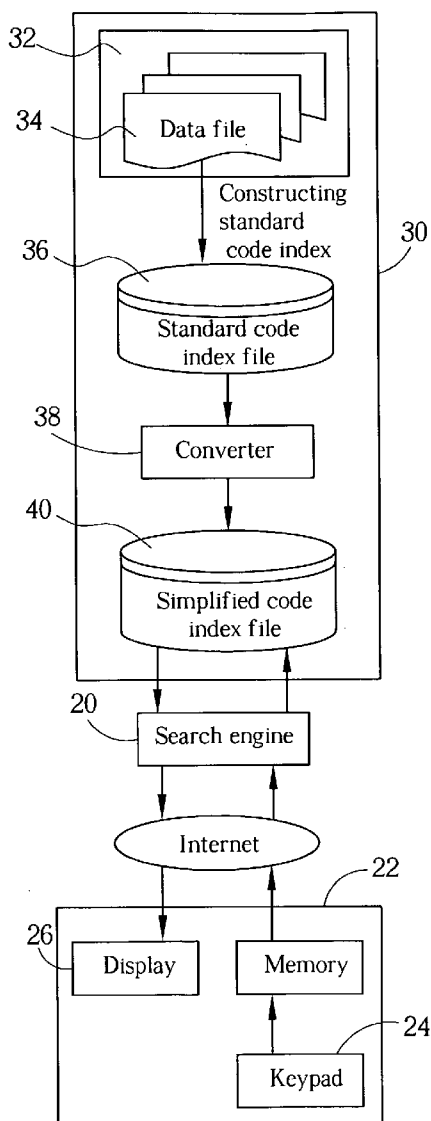 32
34
Data file
Constructing
standard
code index
30
36
Standard code
index file
38
Converter
40
Simplified code
index file
20
Search engine
Internet
22
26
Display
Memory
24
Keypad